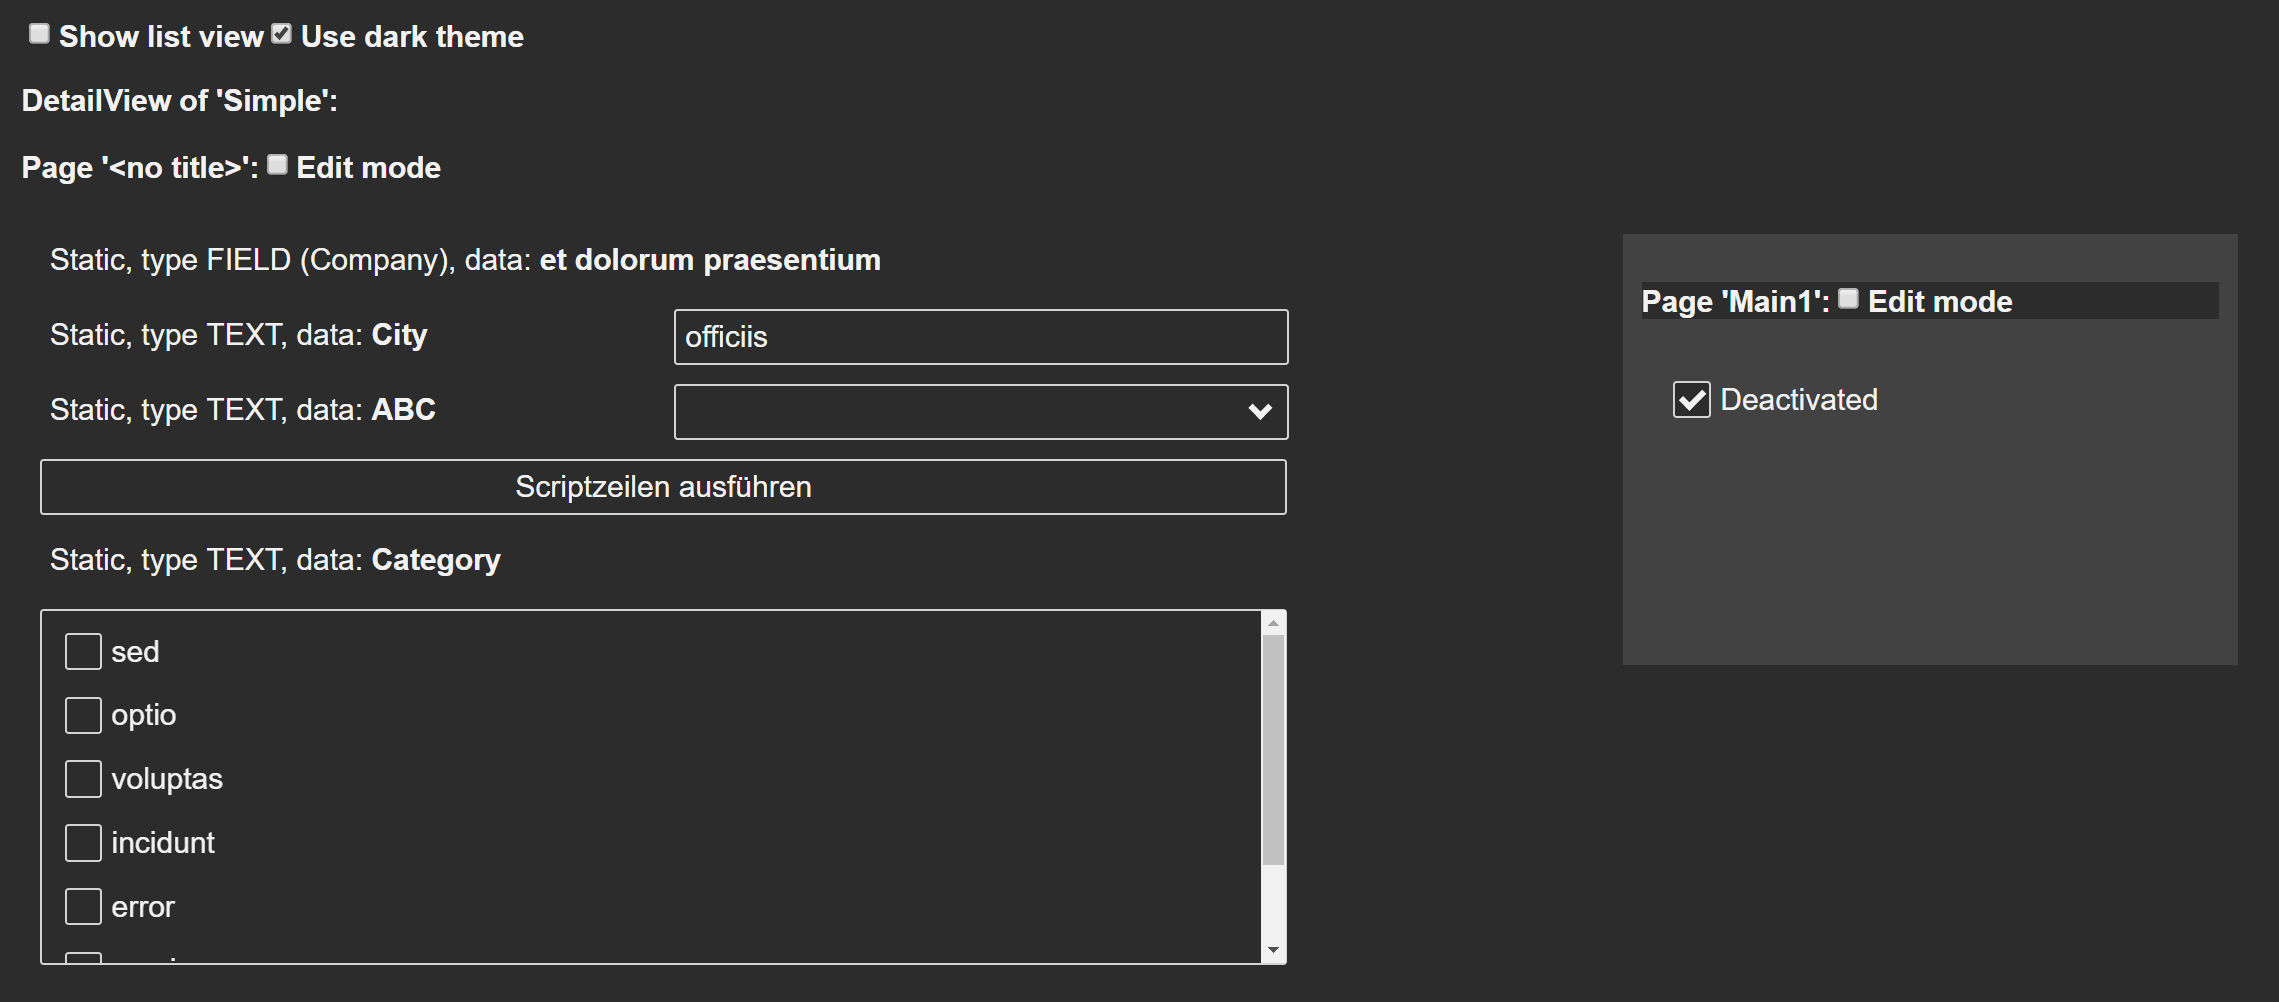 Show list view Use dark theme
DetailView of 'Simple':
Page '<no title>': Edit mode
Static, type FIELD (Company), data: et dolorum praesentium
Static, type TEXT, data: City officiis
Static, type TEXT, data: ABC
Scriptzeilen ausführen
Static, type TEXT, data: Category
sed
optio
voluptas
incidunt
error
Page 'Main1': Edit mode
Deactivated